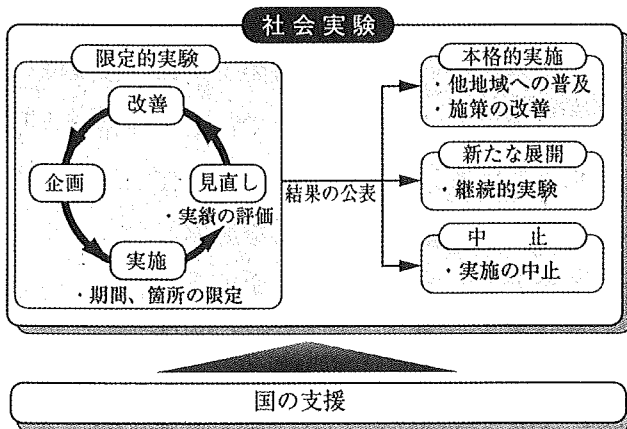 社会実験
限定的実験
改善
企画
見直し
・実績の評価
実施
・期間、箇所の限定
結果の公表
本格的実施
・他地域への普及
・施策の改善
新たな展開
・継続的実験
中　止
・実施の中止
国の支援